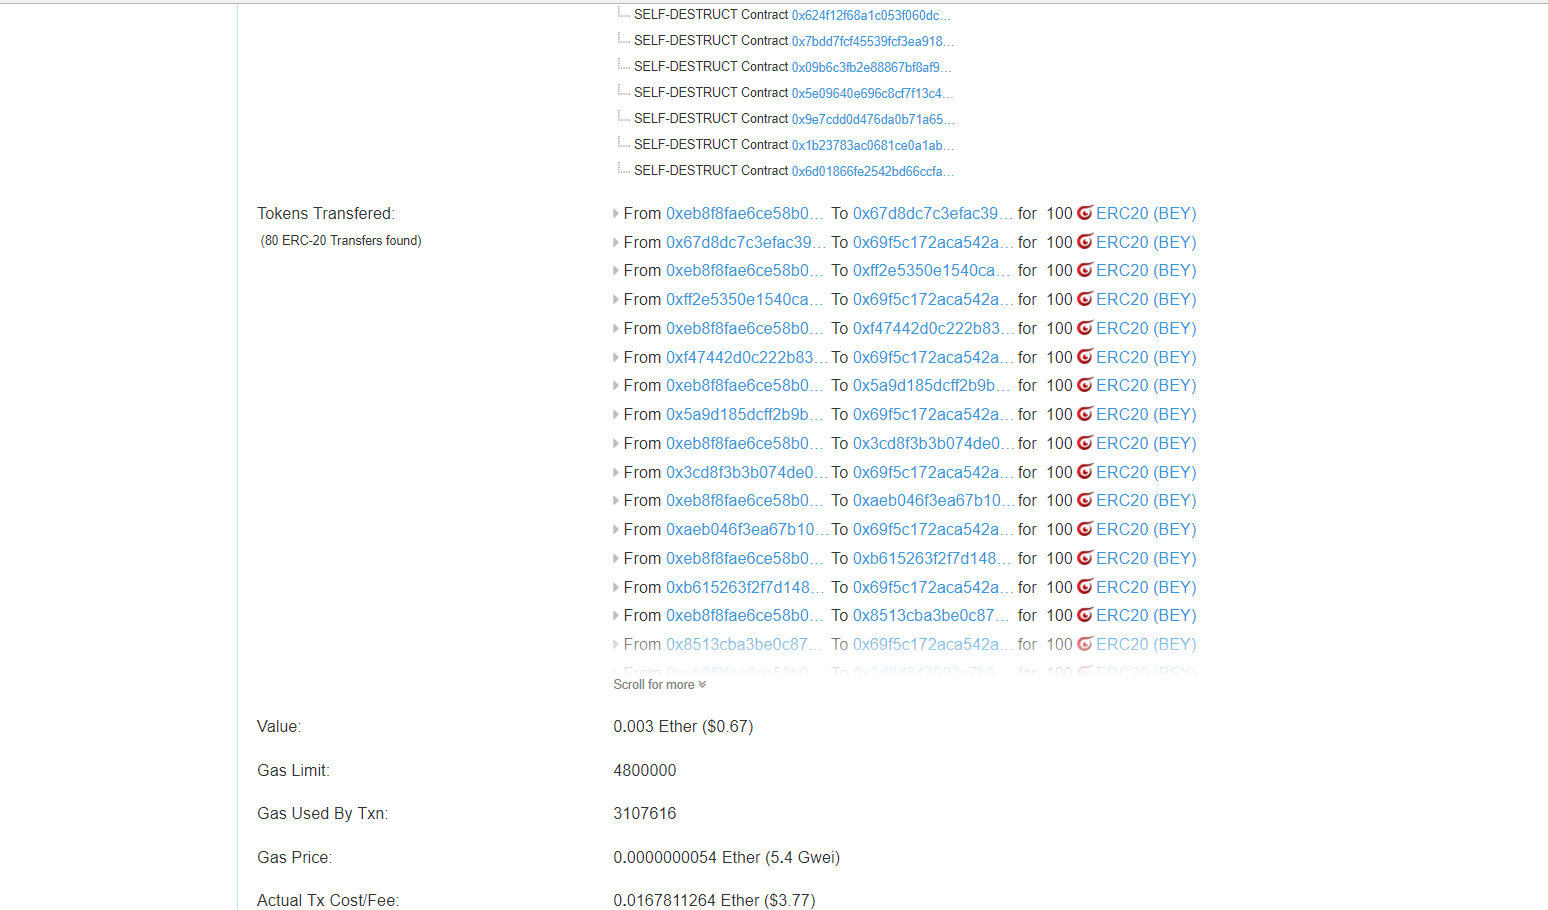 SELF-DESTRUCT Contract 0x624f12f68a1c053f060dc...
SELF-DESTRUCT Contract 0x7bdd7fcf45539fcf3ea918...
SELF-DESTRUCT Contract 0x09b6c3fb2e88867bf8af9...
SELF-DESTRUCT Contract 0x5e09640e696c8cf7f13c4...
SELF-DESTRUCT Contract 0x9e7cdd0d476da0b71a65...
SELF-DESTRUCT Contract 0x1b23783ac0681ce0a1ab...
SELF-DESTRUCT Contract 0x6d01866fe2542bd66ccfa...
Tokens Transfered: From 0xeb8f8fae6ce58b0... To 0x67d8dc7c3efac39... for 100 ERC20 (BEY)
(80 ERC-20 Transfers found) From 0x67d8dc7c3efac39... To 0x69f5c172aca542a... for 100 ERC20 (BEY)
From 0xeb8f8fae6ce58b0... To 0xff2e5350e1540ca... for 100 ERC20 (BEY)
From 0xff2e5350e1540ca... To 0x69f5c172aca542a... for 100 ERC20 (BEY)
From 0xeb8f8fae6ce58b0... To 0xf47442d0c222b83... for 100 ERC20 (BEY)
From 0xf47442d0c222b83... To 0x69f5c172aca542a... for 100 ERC20 (BEY)
From 0xeb8f8fae6ce58b0... To 0x5a9d185dcff2b9b... for 100 ERC20 (BEY)
From 0x5a9d185dcff2b9b... To 0x69f5c172aca542a... for 100 ERC20 (BEY)
From 0xeb8f8fae6ce58b0... To 0x3cd8f3b3b074de0... for 100 ERC20 (BEY)
From 0x3cd8f3b3b074de0... To 0x69f5c172aca542a... for 100 ERC20 (BEY)
From 0xeb8f8fae6ce58b0... To 0xaeb046f3ea67b10... for 100 ERC20 (BEY)
From 0xaeb046f3ea67b10... To 0x69f5c172aca542a... for 100 ERC20 (BEY)
From 0xeb8f8fae6ce58b0... To 0xb615263f2f7d148... for 100 ERC20 (BEY)
From 0xb615263f2f7d148... To 0x69f5c172aca542a... for 100 ERC20 (BEY)
From 0xeb8f8fae6ce58b0... To 0x8513cba3be0c87... for 100 ERC20 (BEY)
From 0x8513cba3be0c87... To 0x69f5c172aca542a... for 100 ERC20 (BEY)
From 0xeb8f8fae6ce58b0... To for 100 ERC20 (BEY)
Scroll for more
Value: 0.003 Ether ($0.67)
Gas Limit: 4800000
Gas Used By Txn: 3107616
Gas Price: 0.0000000054 Ether (5.4 Gwei)
Actual Tx Cost/Fee: 0.0167811264 Ether ($3.77)